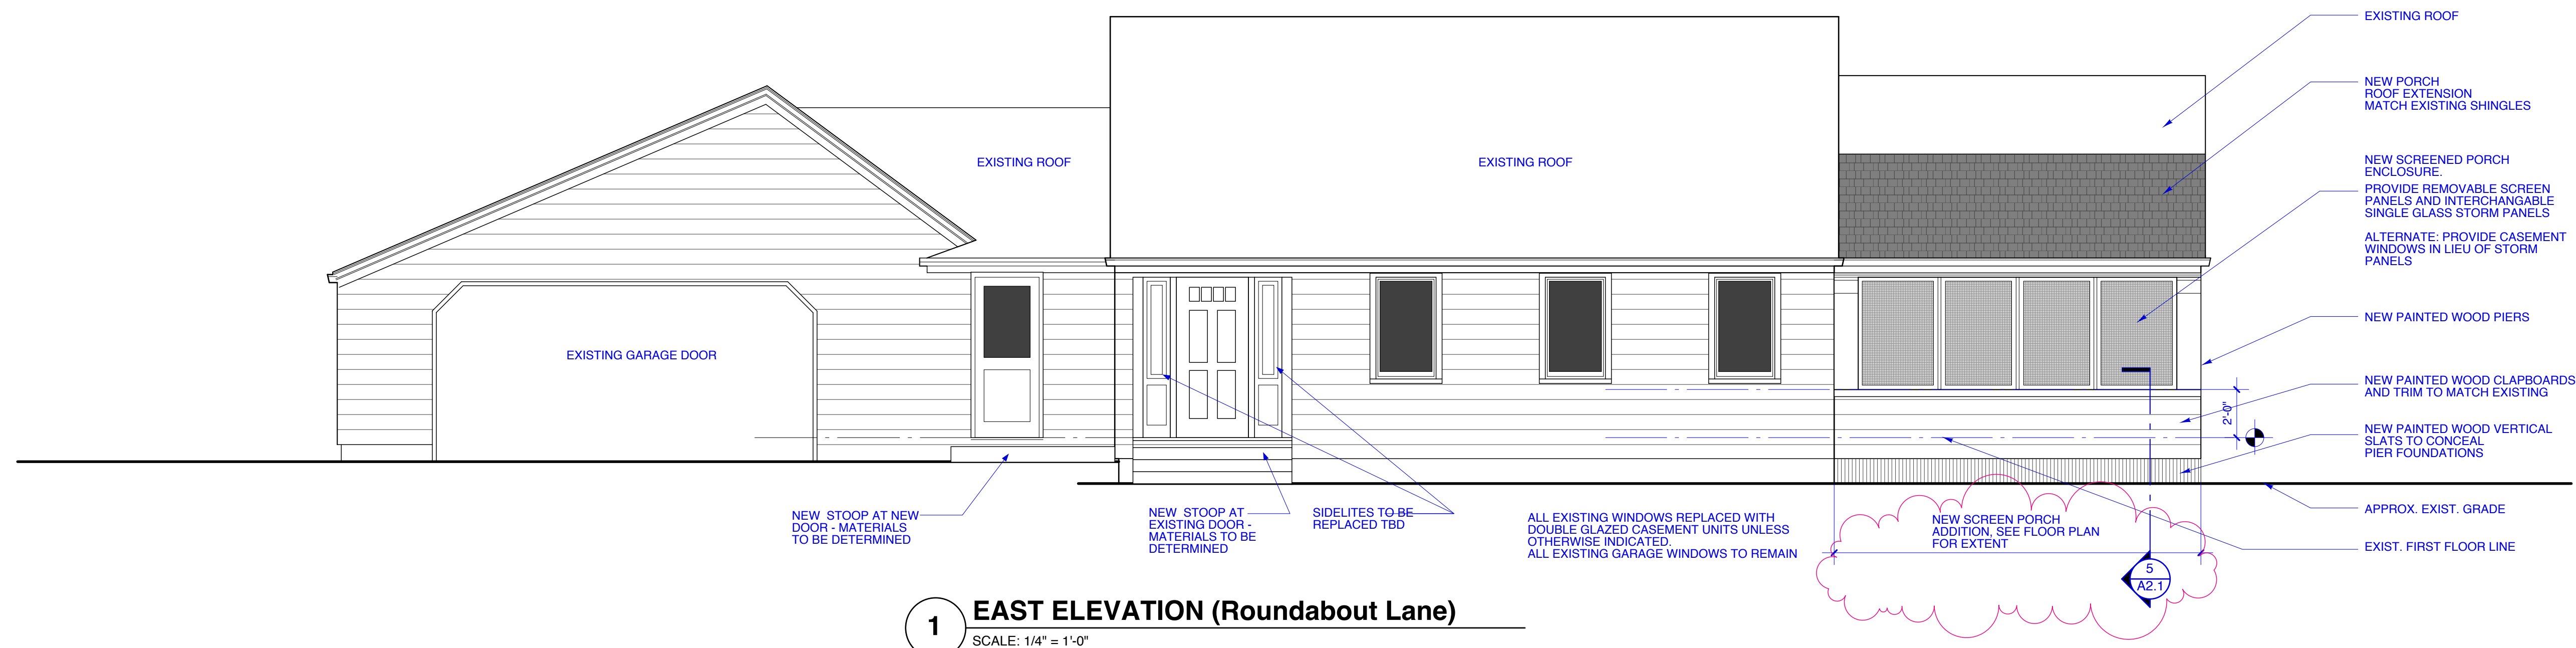 EXISTING ROOF
NEW PORCH
ROOF EXTENSION
MATCH EXISTING SHINGLES
EXISTING ROOF
EXISTING ROOF
NEW SCREENED PORCH
ENCLOSURE.
PROVIDE REMOVABLE SCREEN
PANELS AND INTERCHANGABLE
SINGLE GLASS STORM PANELS
ALTERNATE: PROVIDE CASEMENT
WINDOWS IN LIEU OF STORM
PANELS
NEW PAINTED WOOD PIERS
EXISTING GARAGE DOOR
NEW PAINTED WOOD CLAPBOARDS
AND TRIM TO MATCH EXISTING
2'-0"
NEW PAINTED WOOD VERTICAL
SLATS TO CONCEAL
PIER FOUNDATIONS
APPROX. EXIST. GRADE
EXIST. FIRST FLOOR LINE
NEW STOOP AT NEW
DOOR - MATERIALS
TO BE DETERMINED
NEW STOOP AT
EXISTING DOOR -
MATERIALS TO BE
DETERMINED
SIDELITES TO BE
REPLACED TBD
ALL EXISTING WINDOWS REPLACED WITH
DOUBLE GLAZED CASEMENT UNITS UNLESS
OTHERWISE INDICATED.
ALL EXISTING GARAGE WINDOWS TO REMAIN
NEW SCREEN PORCH
ADDITION, SEE FLOOR PLAN
FOR EXTENT
5
A2.1
1
EAST ELEVATION (Roundabout Lane)
SCALE: 1/4" = 1'-0"